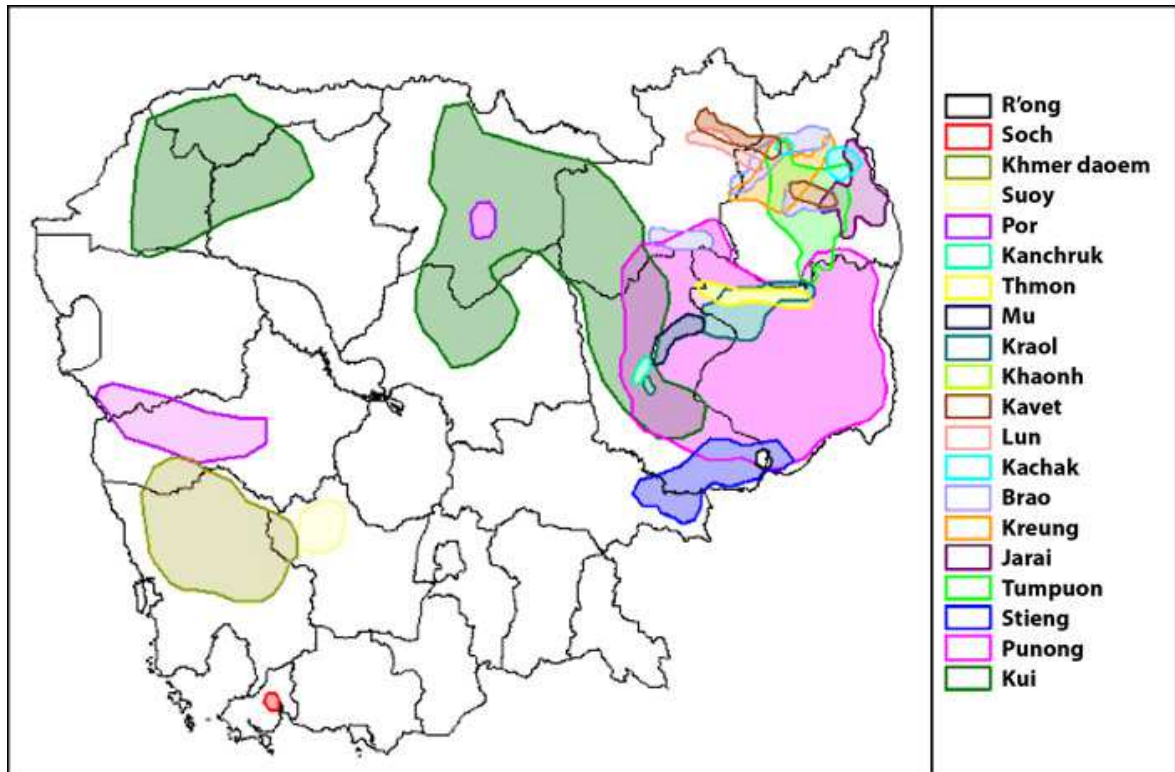 R'ong
Soch
Khmer daoem
Suoy
Por
Kanchruk
Thmon
Mu
Kraol
Khaonh
Kavet
Lun
Kachak
Brao
Kreung
Jarai
Tumpuon
Stieng
Punong
Kui